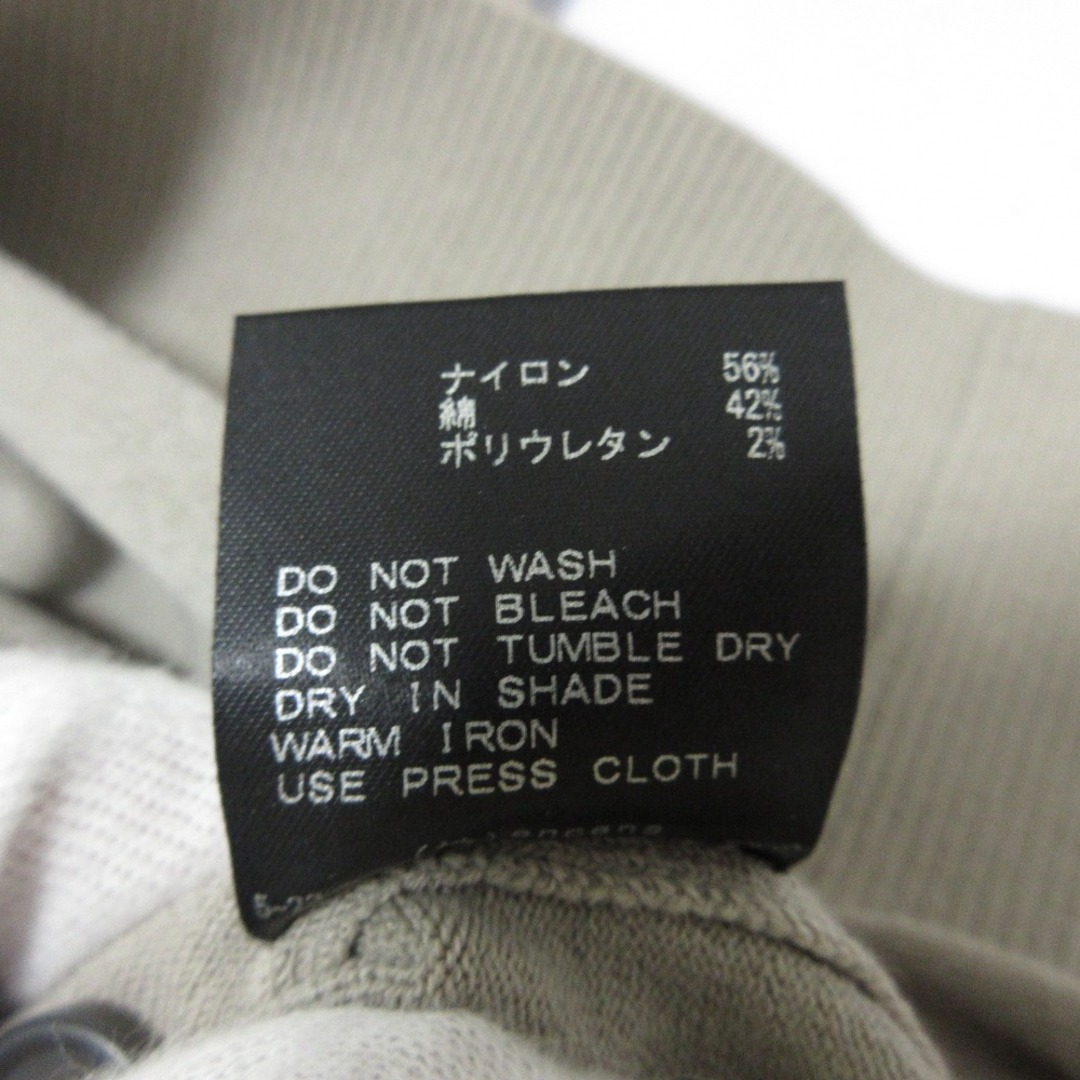 ナイロン 56%
綿 42%
ポリウレタン 2%
DO NOT WASH
DO NOT BLEACH
DO NOT TUMBLE DRY
DRY IN SHADE
WARM IRON
USE PRESS CLOTH